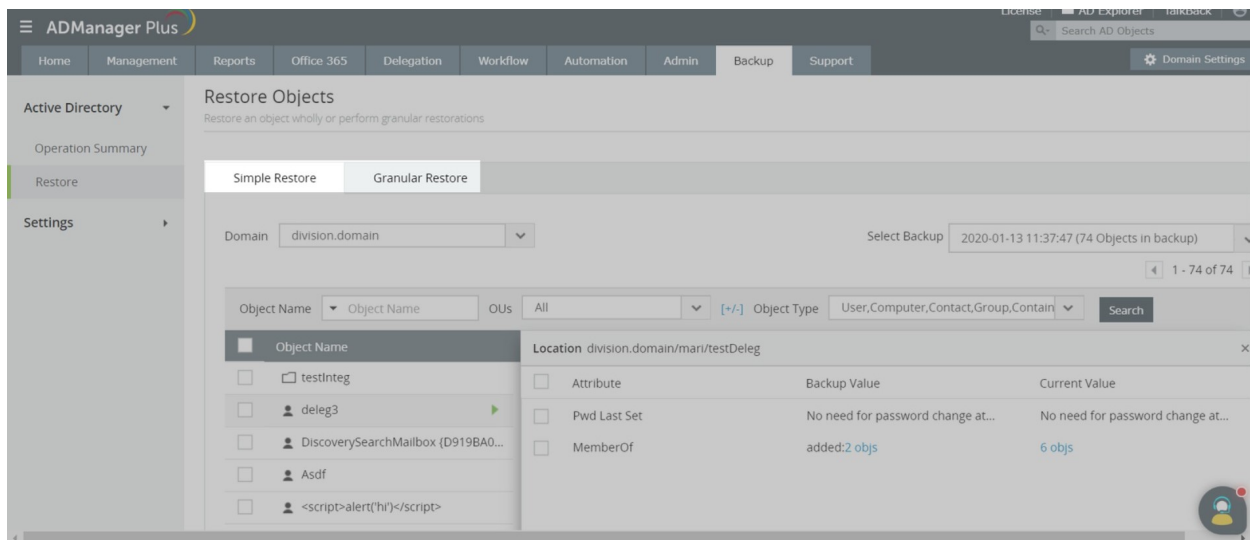 License AD Explorer TalkBack
ADManager Plus
Search AD Objects
Home Management Reports Office 365 Delegation Workflow Automation Admin Backup Support Domain Settings
Active Directory
Operation Summary
Restore
Settings
Restore Objects
Restore an object wholly or perform granular restorations
Simple Restore Granular Restore
Domain division.domain Select Backup 2020-01-13 11:37:47 (74 Objects in backup)
1 - 74 of 74
Object Name Object Name OUs All [+/-] Object Type User,Computer,Contact,Group,Contain Search
Object Name
testInteg
deleg3
DiscoverySearchMailbox {D919BA0...
Asdf
<script>alert('hi')</script>
Location division.domain/mari/testDeleg
Attribute Backup Value Current Value
Pwd Last Set No need for password change at... No need for password change at...
MemberOf added:2 objs 6 objs